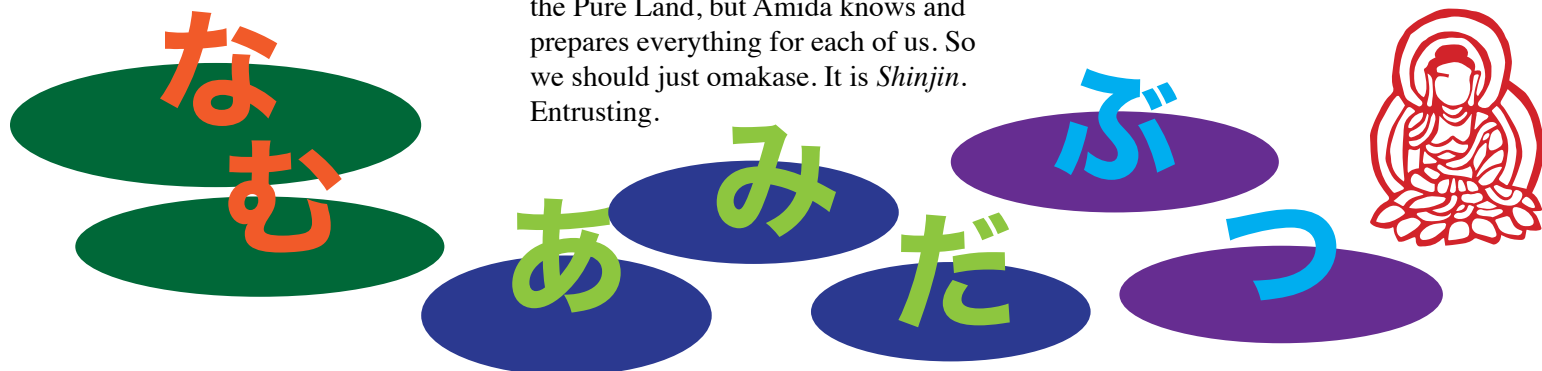 the Pure Land, but Amida knows and
prepares everything for each of us. So
we should just omakase. It is Shinjin.
Entrusting.
なむ
あみだ
ぶつ